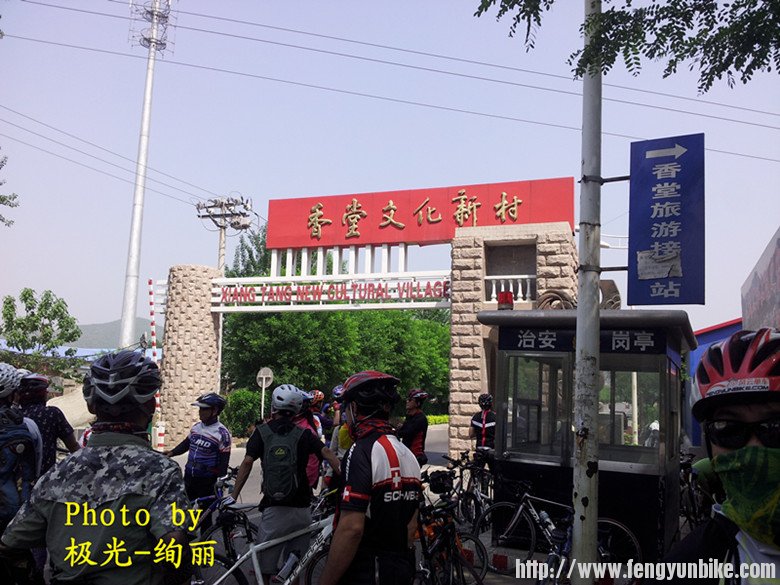 香堂文化新村
XIANG TANG NEW CULTURAL VILLAGE
香堂旅游接
站
治安 岗亭
Photo by
极光-绚丽
http://www.fengyunbike.com